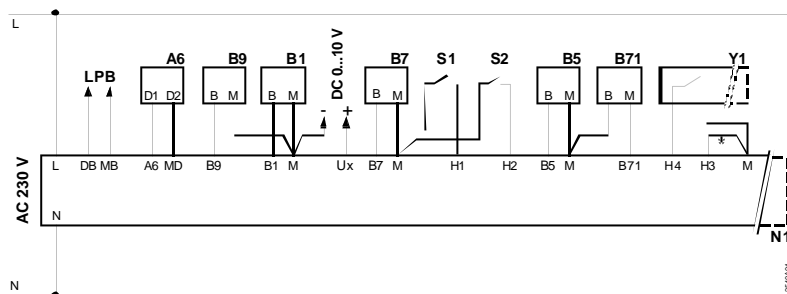 L
LPB
A6
B9
B1
DC 0...10 V
B7
S1
S2
B5
B71
Y1
D1 D2
B M
B M
- +
B M
B M
B M
AC 230 V
L DB MB A6 MD B9 B1 M Ux B7 M H1 H2 B5 M B71 H4 H3 * M
N
N1
N